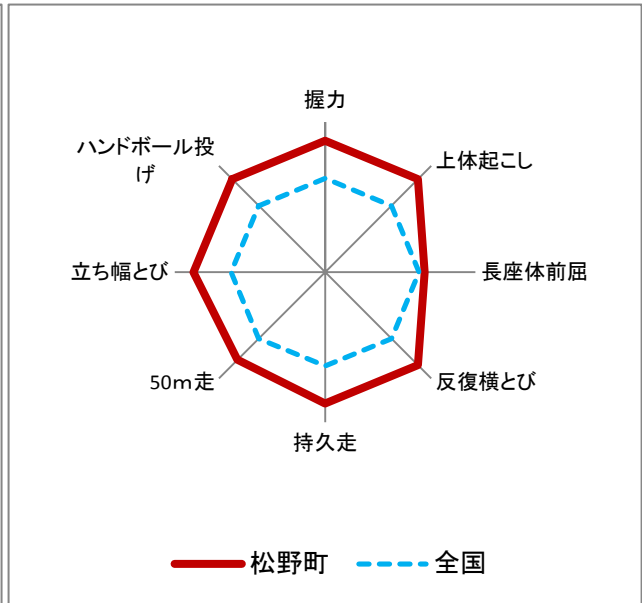 握力
上体起こし
長座体前屈
反復横とび
持久走
50m走
立ち幅とび
ハンドボール投
げ
松野町
全国